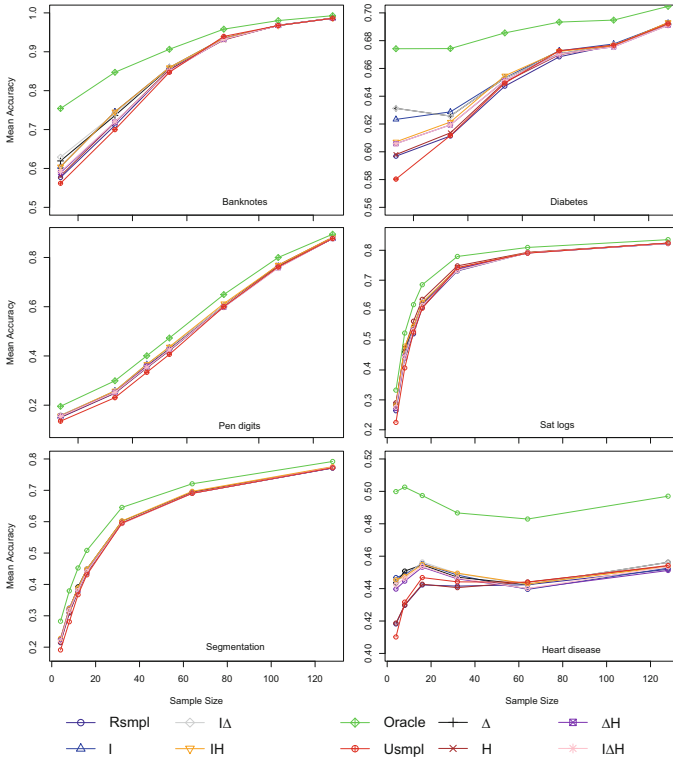 1.0
0.9
0.8
0.7
0.6
0.5
Mean Accuracy
Banknotes
0.70
0.68
0.66
0.64
0.62
0.60
0.58
0.56
Diabetes
0.8
0.6
0.4
0.2
Mean Accuracy
Pen digits
0.8
0.7
0.6
0.5
0.4
0.3
0.2
Sat logs
0.8
0.7
0.6
0.5
0.4
0.3
0.2
Mean Accuracy
Segmentation
0 20 40 60 80 100 120
Sample Size
0.52
0.50
0.48
0.46
0.44
0.42
0.40
Heart disease
0 20 40 60 80 100 120
Sample Size
Rsmpl IΔ Oracle Δ ΔH
I IH Usmpl H IΔH